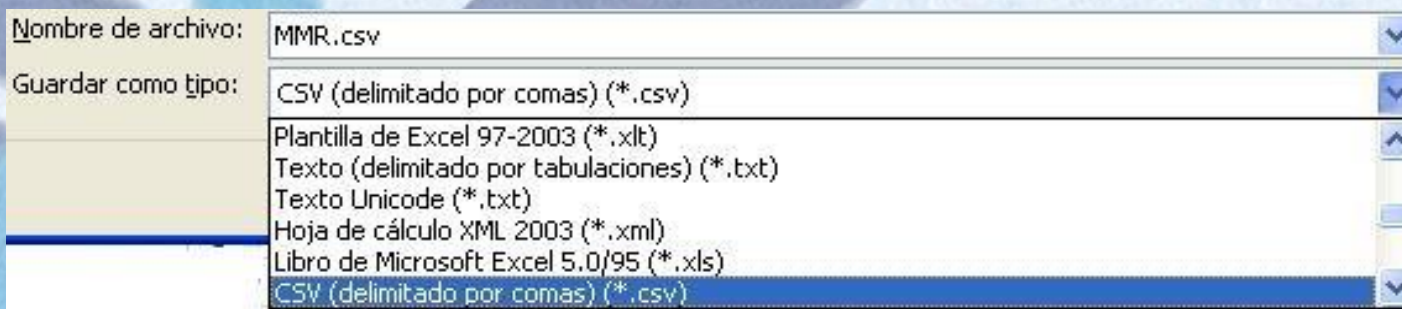 Nombre de archivo: MMR.csv
Guardar como tipo: CSV (delimitado por comas) (*.csv)
Plantilla de Excel 97-2003 (*.xlt)
Texto (delimitado por tabulaciones) (*.txt)
Texto Unicode (*.txt)
Hoja de cálculo XML 2003 (*.xml)
Libro de Microsoft Excel 5.0/95 (*.xls)
CSV (delimitado por comas) (*.csv)